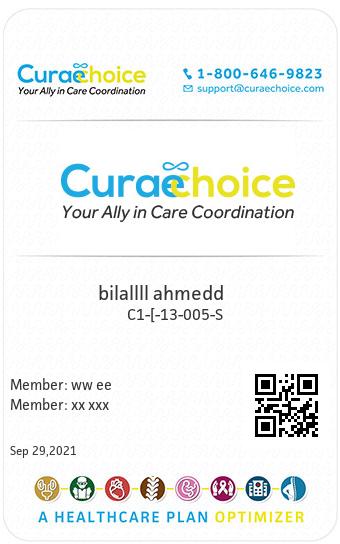 Curaechoice
Your Ally in Care Coordination
1-800-646-9823
support@curaechoice.com
Curaechoice
Your Ally in Care Coordination
bilallll ahmedd
C1-[-13-005-S
Member: ww ee
Member: xx xxx
Sep 29,2021
A HEALTHCARE PLAN OPTIMIZER